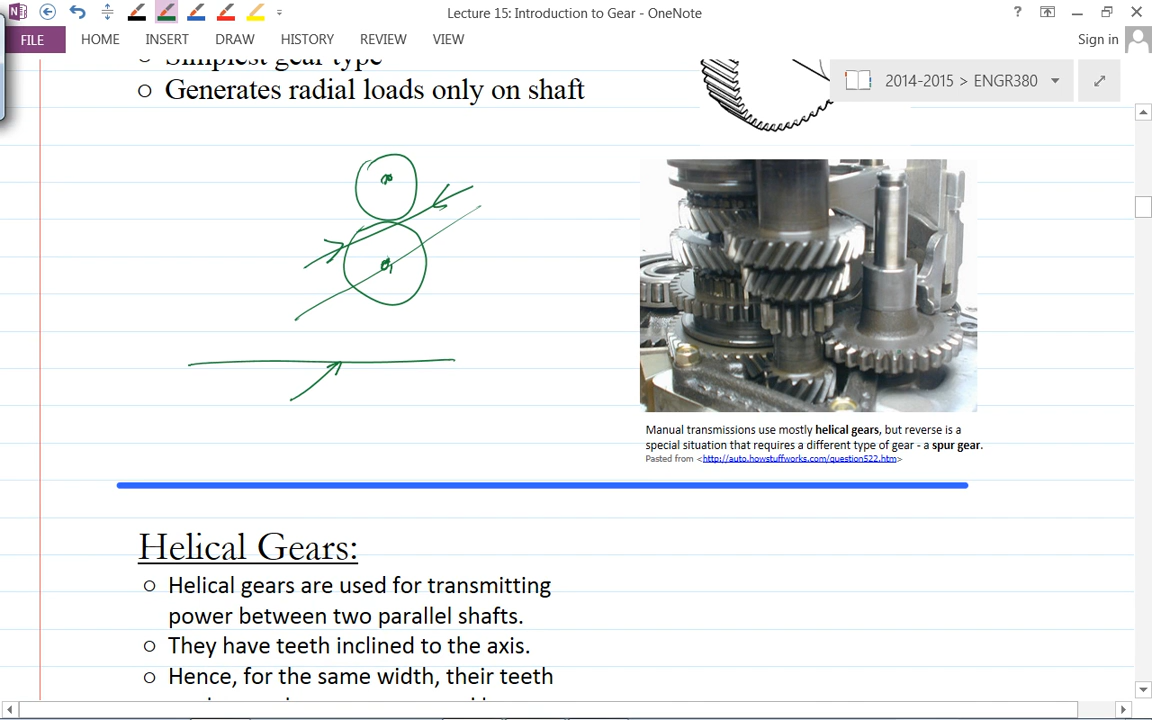 Lecture 15: Introduction to Gear - OneNote
?
FILE HOME INSERT DRAW HISTORY REVIEW VIEW
Sign in
2014-2015 > ENGR380
Simplest gear type
Generates radial loads only on shaft
Manual transmissions use mostly helical gears, but reverse is a
special situation that requires a different type of gear - a spur gear.
Pasted from <http://auto.howstuffworks.com/question522.htm>
Helical Gears:
Helical gears are used for transmitting
power between two parallel shafts.
They have teeth inclined to the axis.
Hence, for the same width, their teeth